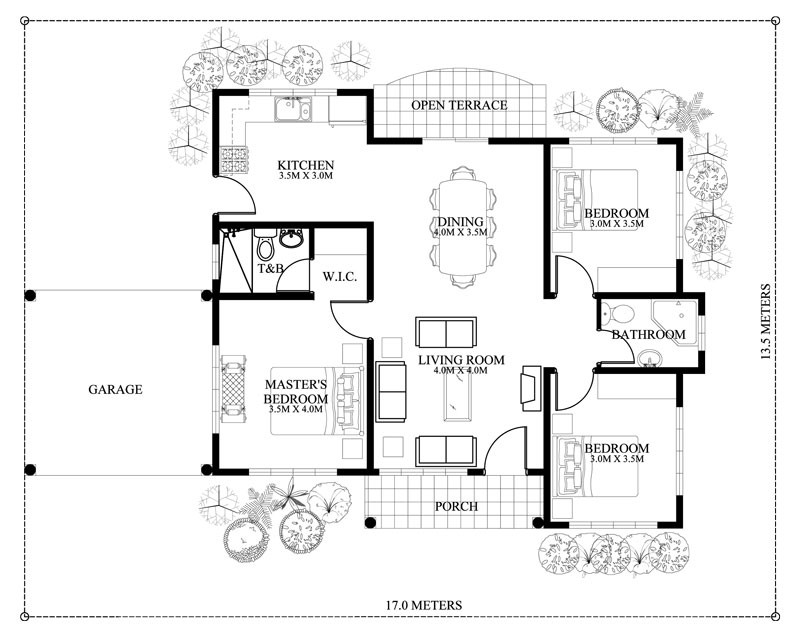 OPEN TERRACE
KITCHEN
3.5M X 3.0M
DINING
4.0M X 3.5M
BEDROOM
3.0M X 3.5M
T&B
W.I.C.
BATHROOM
LIVING ROOM
4.0M X 4.0M
GARAGE
MASTER'S
BEDROOM
3.5M X 4.0M
BEDROOM
3.0M X 3.5M
PORCH
13.5 METERS
17.0 METERS